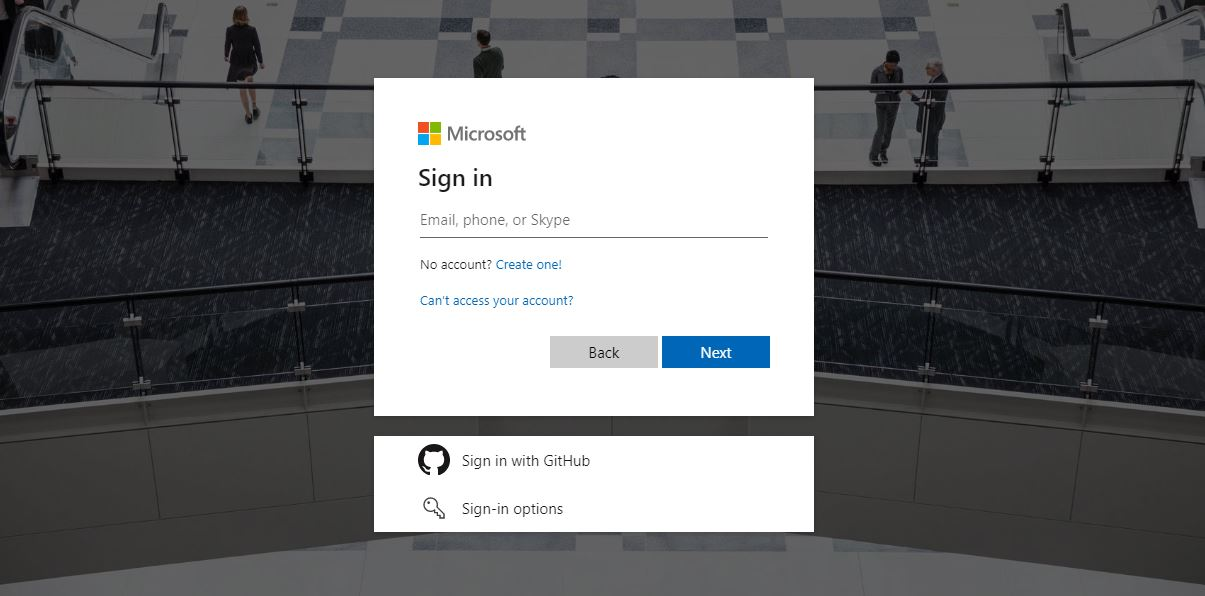 Microsoft
Sign in
Email, phone, or Skype
No account? Create one!
Can't access your account?
Back
Next
Sign in with GitHub
Sign-in options